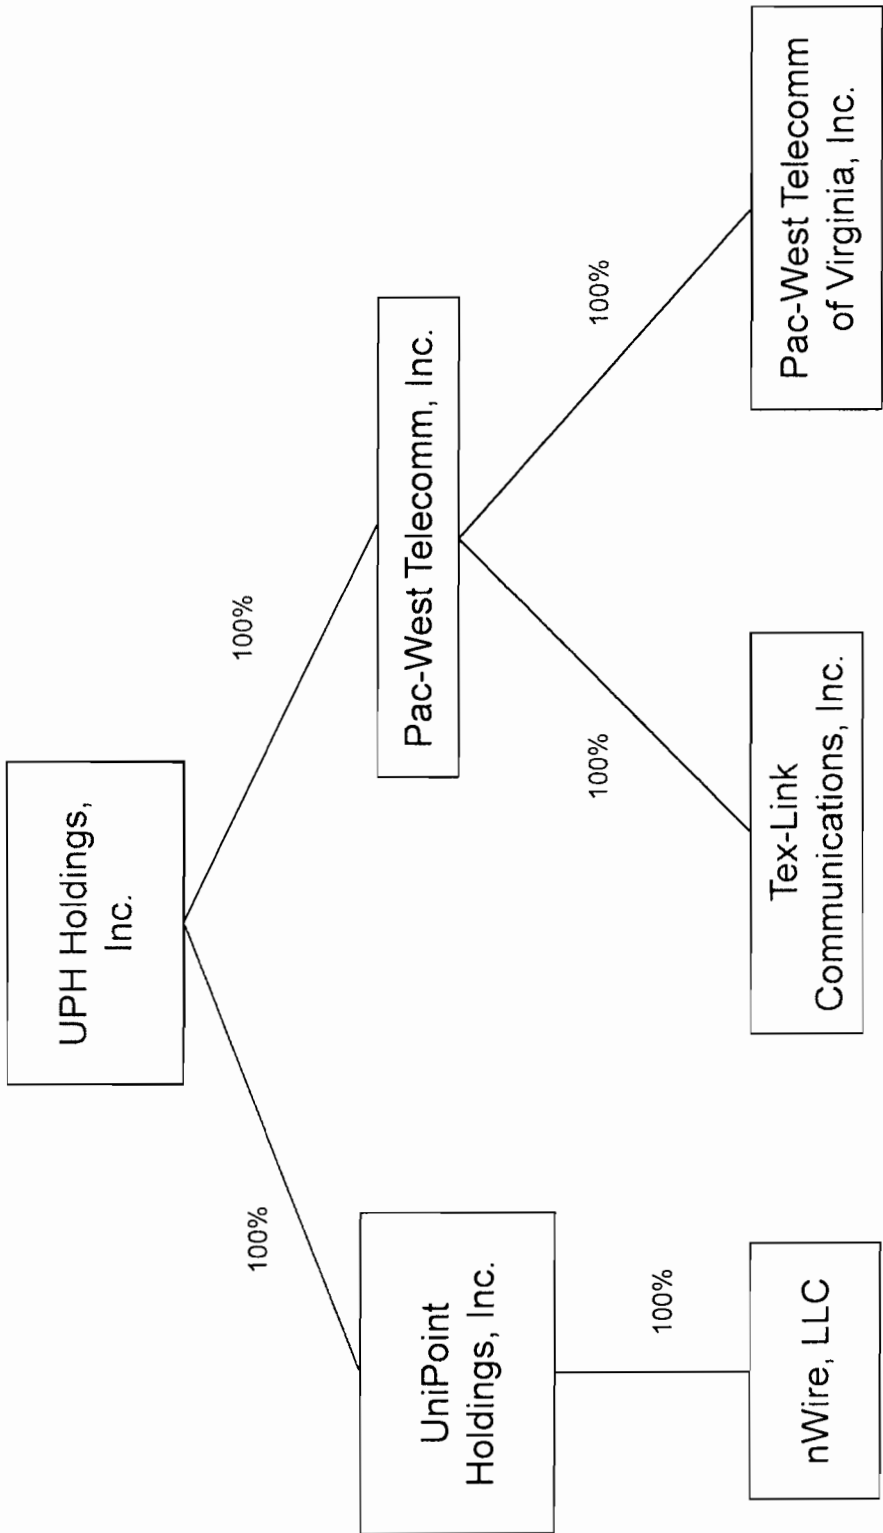 UPH Holdings,
Inc.
100%
100%
UniPoint
Holdings, Inc.
Pac-West Telecomm, Inc.
100%
100%
100%
nWire, LLC
Tex-Link
Communications, Inc.
Pac-West Telecomm
of Virginia, Inc.